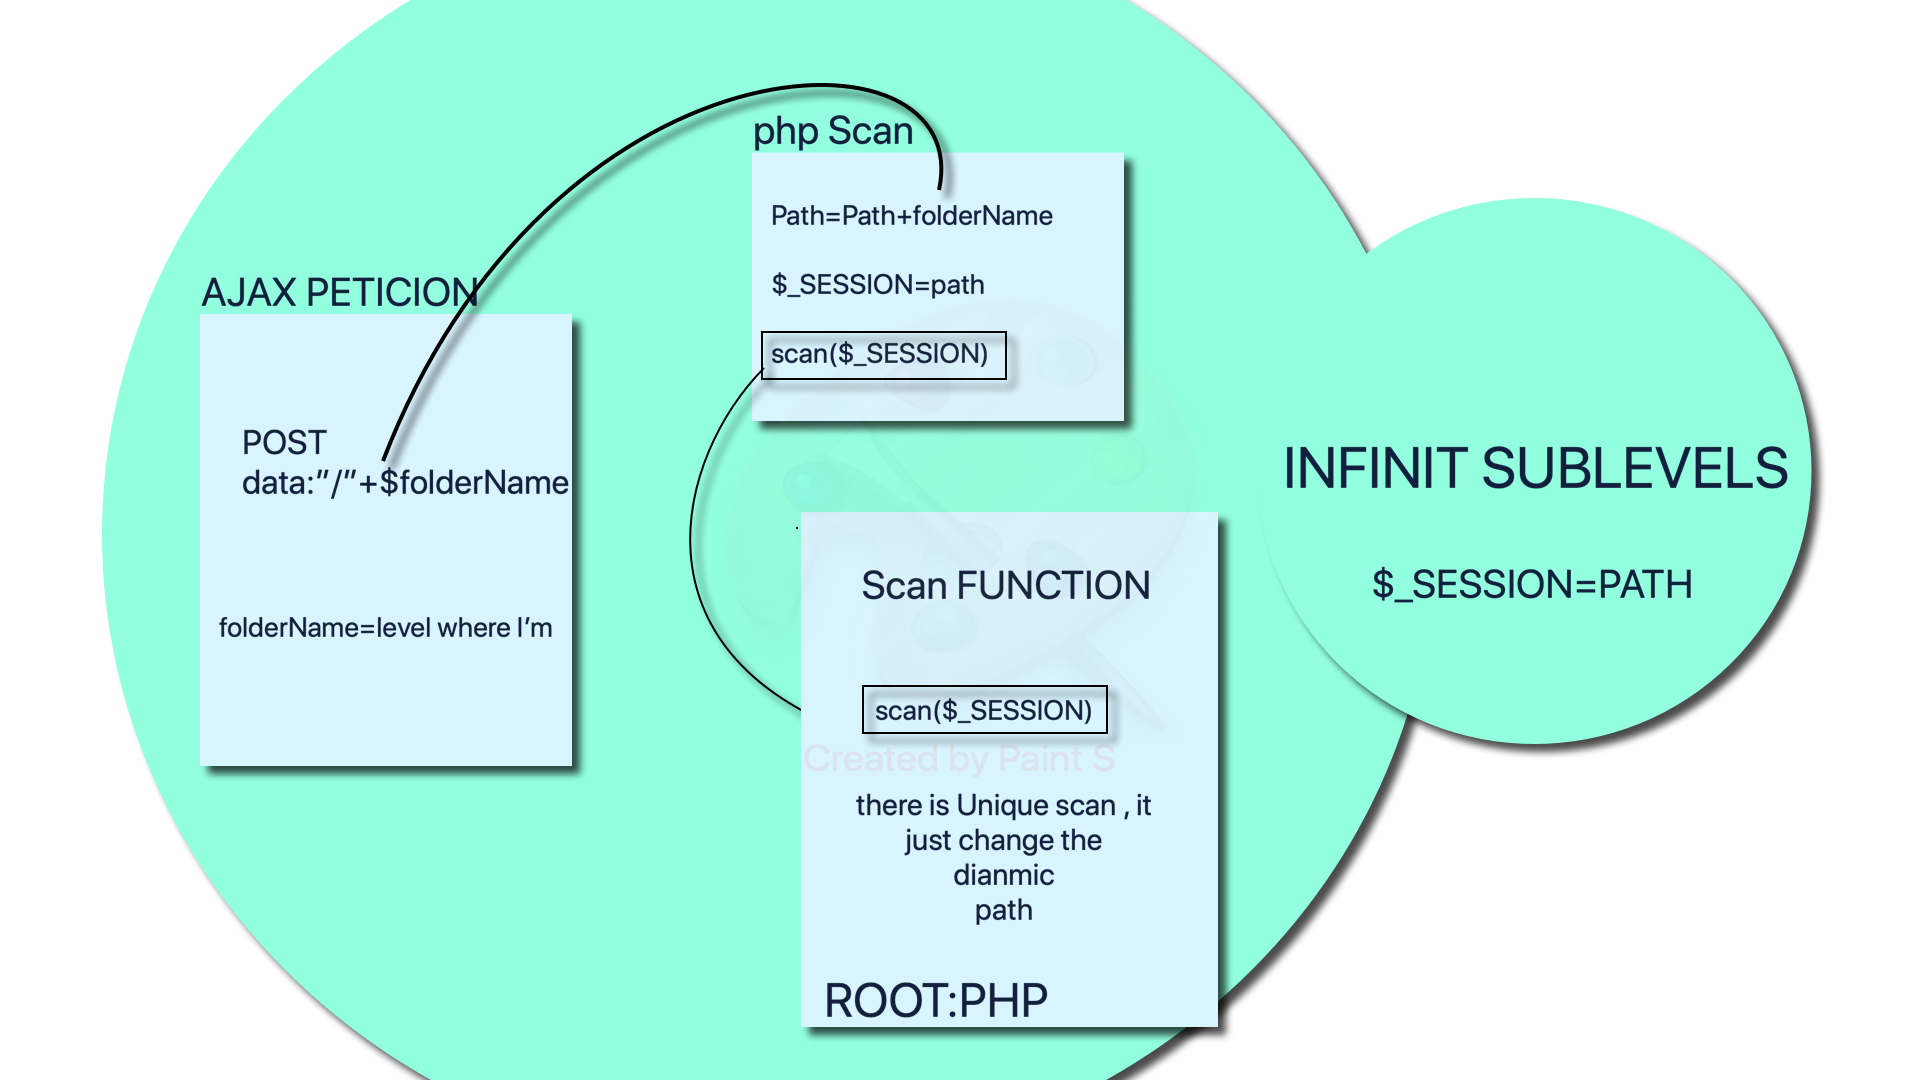 php Scan
Path=Path+folderName
$_SESSION=path
scan($_SESSION)
AJAX PETICION
POST
data:"/"+$folderName
folderName=level where I'm
Scan FUNCTION
scan($_SESSION)
Created by Paint S
there is Unique scan , it
just change the
dianmic
path
ROOT:PHP
INFINIT SUBLEVELS
$_SESSION=PATH